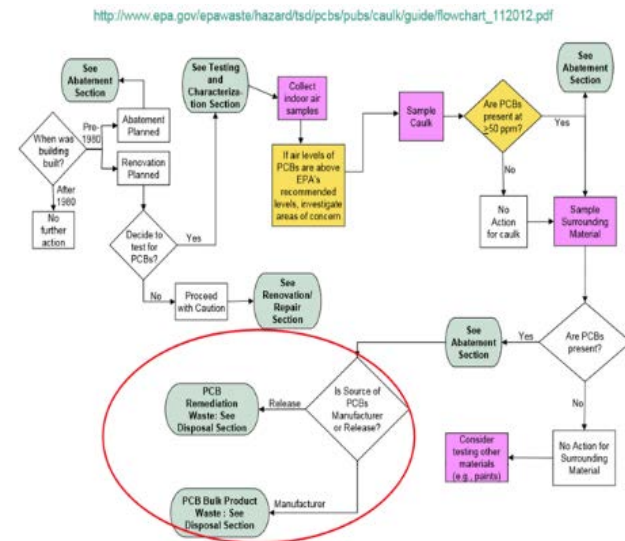 http://www.epa.gov/epawaste/hazard/tsd/pcbs/pubs/caulk/guide/flowchart_112012.pdf
See
Abatement
Section
When was
building
built?
Pre-
1980
After
1980
No
further
action
Abatement
Planned
Renovation
Planned
Decide to
test for
PCBs?
Yes
No
Proceed
with Caution
See
Renovation/
Repair
Section
See Testing
and
Characteriza-
tion Section
Collect
indoor air
samples
If air levels of
PCBs are above
EPA's
recommended
levels, investigate
areas of concern
Sample
Caulk
Are PCBs
present at
≥50 ppm?
Yes
No
See
Abatement
Section
No
Action
for caulk
Sample
Surrounding
Material
Are PCBs
present?
Yes
No
See
Abatement
Section
No Action for
Surrounding
Material
Consider
testing other
materials
(e.g., paints)
Is Source of
PCBs
Manufacturer
or Release?
Release
PCB
Remediation
Waste: See
Disposal Section
Manufacturer
PCB Bulk Product
Waste : See
Disposal Section